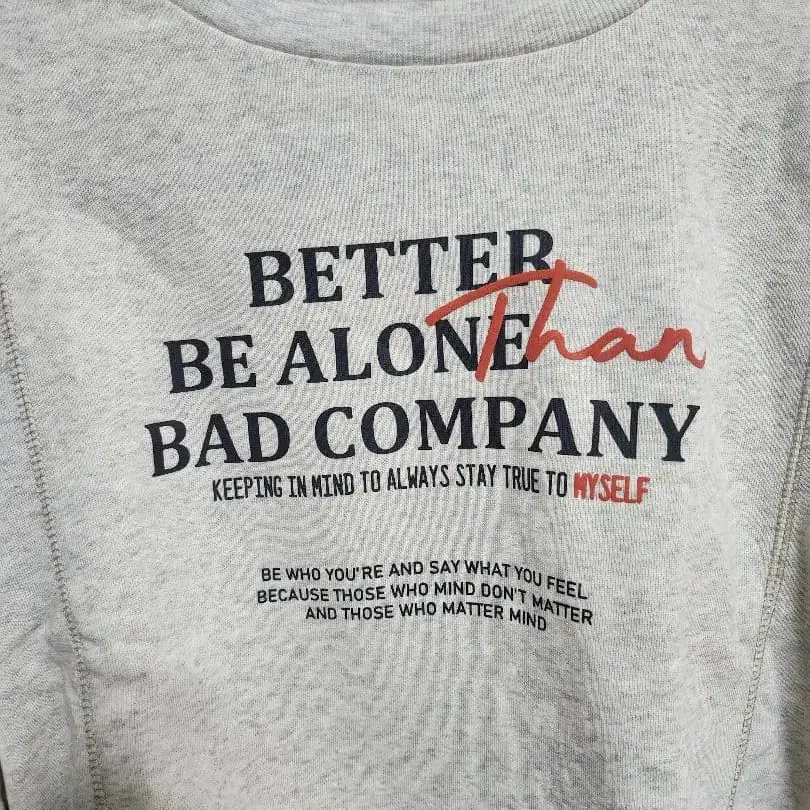 BETTER
BE ALONE Than
BAD COMPANY
KEEPING IN MIND TO ALWAYS STAY TRUE TO MYSELF
BE WHO YOU'RE AND SAY WHAT YOU FEEL
BECAUSE THOSE WHO MIND DON'T MATTER
AND THOSE WHO MATTER MIND